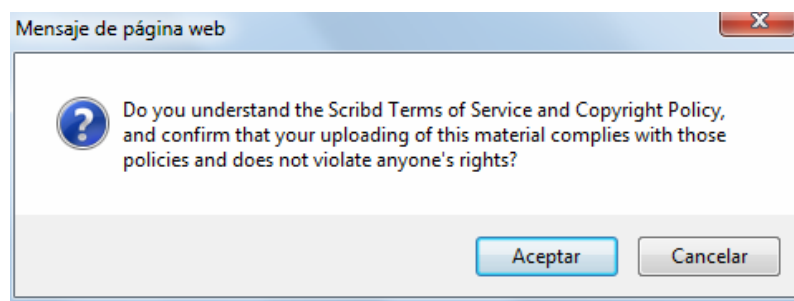 Mensaje de página web
Do you understand the Scribd Terms of Service and Copyright Policy,
and confirm that your uploading of this material complies with those
policies and does not violate anyone's rights?
Aceptar
Cancelar